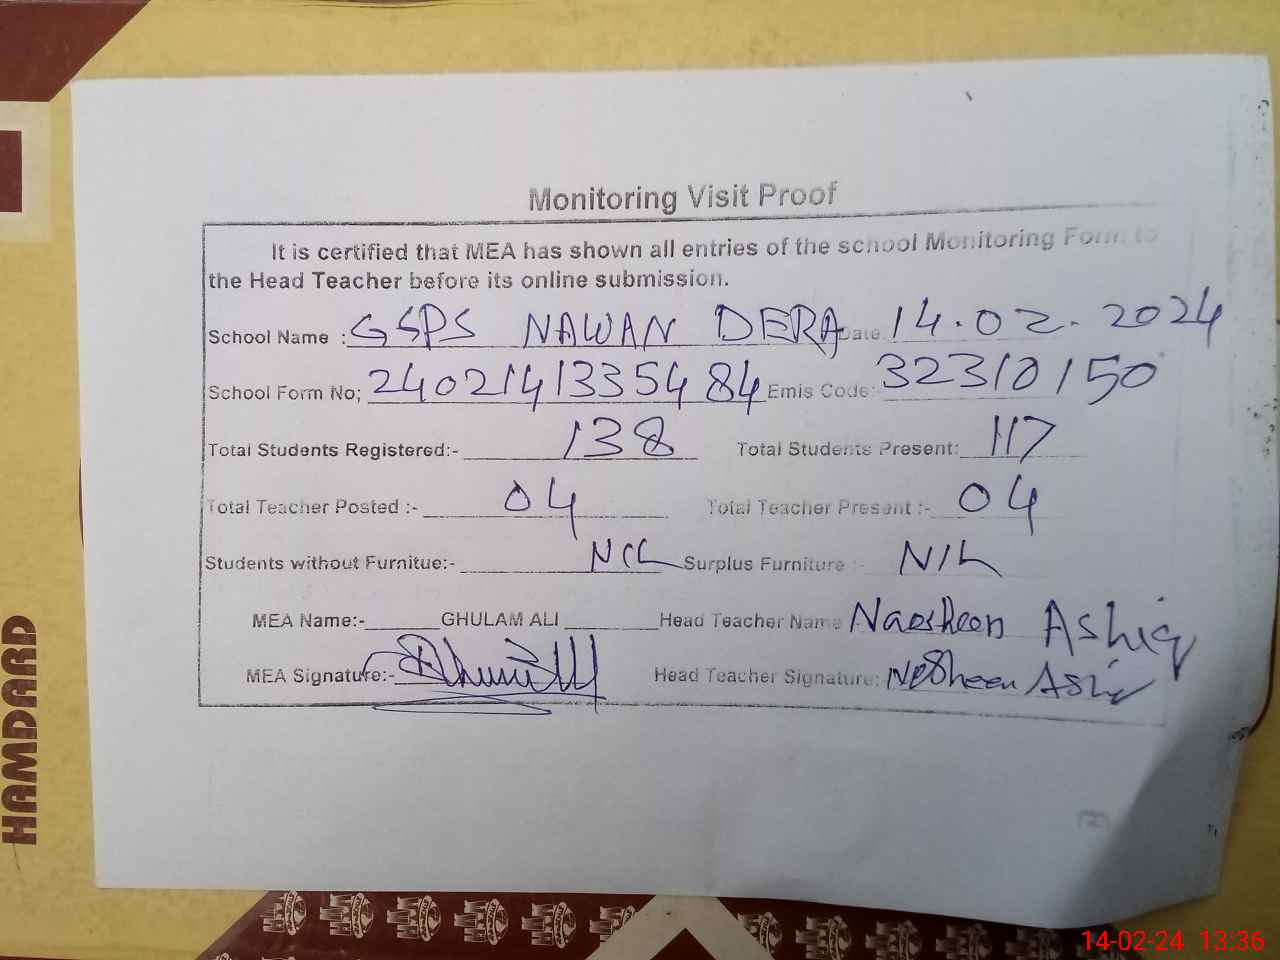 Monitoring Visit Proof
It is certified that MEA has shown all entries of the school Monitoring Form to
the Head Teacher before its online submission.
School Name : GSPS NAWAN DERA Date: 14.02.2024
School Form No; 24021413354 84 Emis Code:- 32310150
Total Students Registered:- 138 Total Students Present: 117
Total Teacher Posted :- 04 Total Teacher Present :- 04
Students without Furnitue:- NIL Surplus Furniture :- NIL
MEA Name:- GHULAM ALI Head Teacher Name Naosheen Ashiq
MEA Signature:- Head Teacher Signature: Ashiq
HAMDARD
14-02-24 13:36